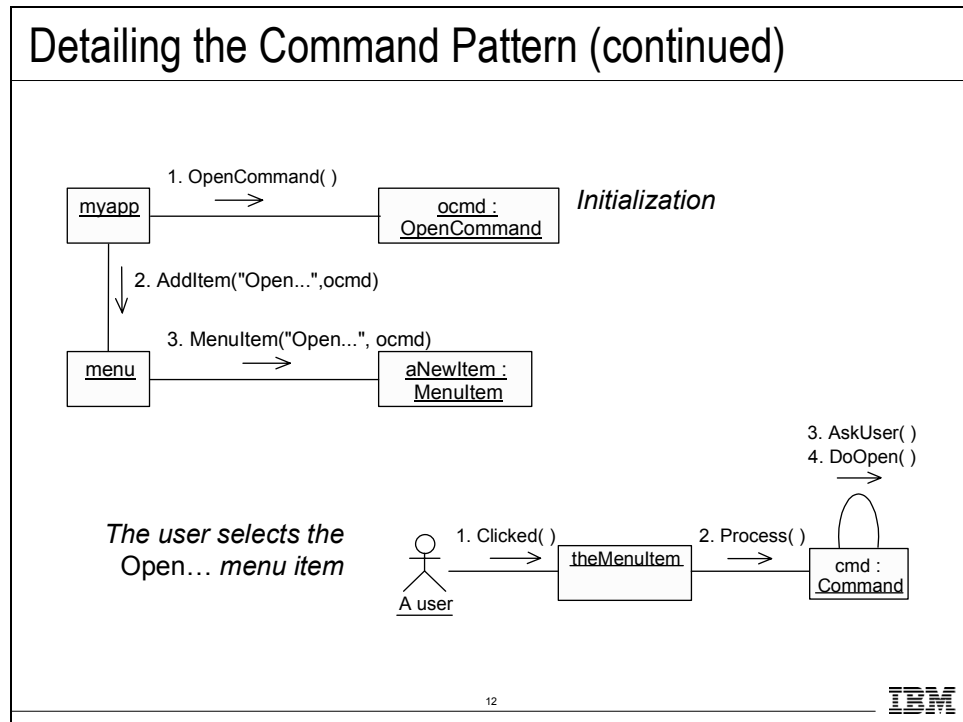 Detailing the Command Pattern (continued)
1. OpenCommand( )
myapp
ocmd :
OpenCommand
Initialization
2. AddItem("Open...",ocmd)
3. MenuItem("Open...", ocmd)
menu
aNewItem :
MenuItem
3. AskUser( )
4. DoOpen( )
The user selects the
Open… menu item
1. Clicked( )
2. Process( )
theMenuItem
cmd :
Command
A user
12
IBM